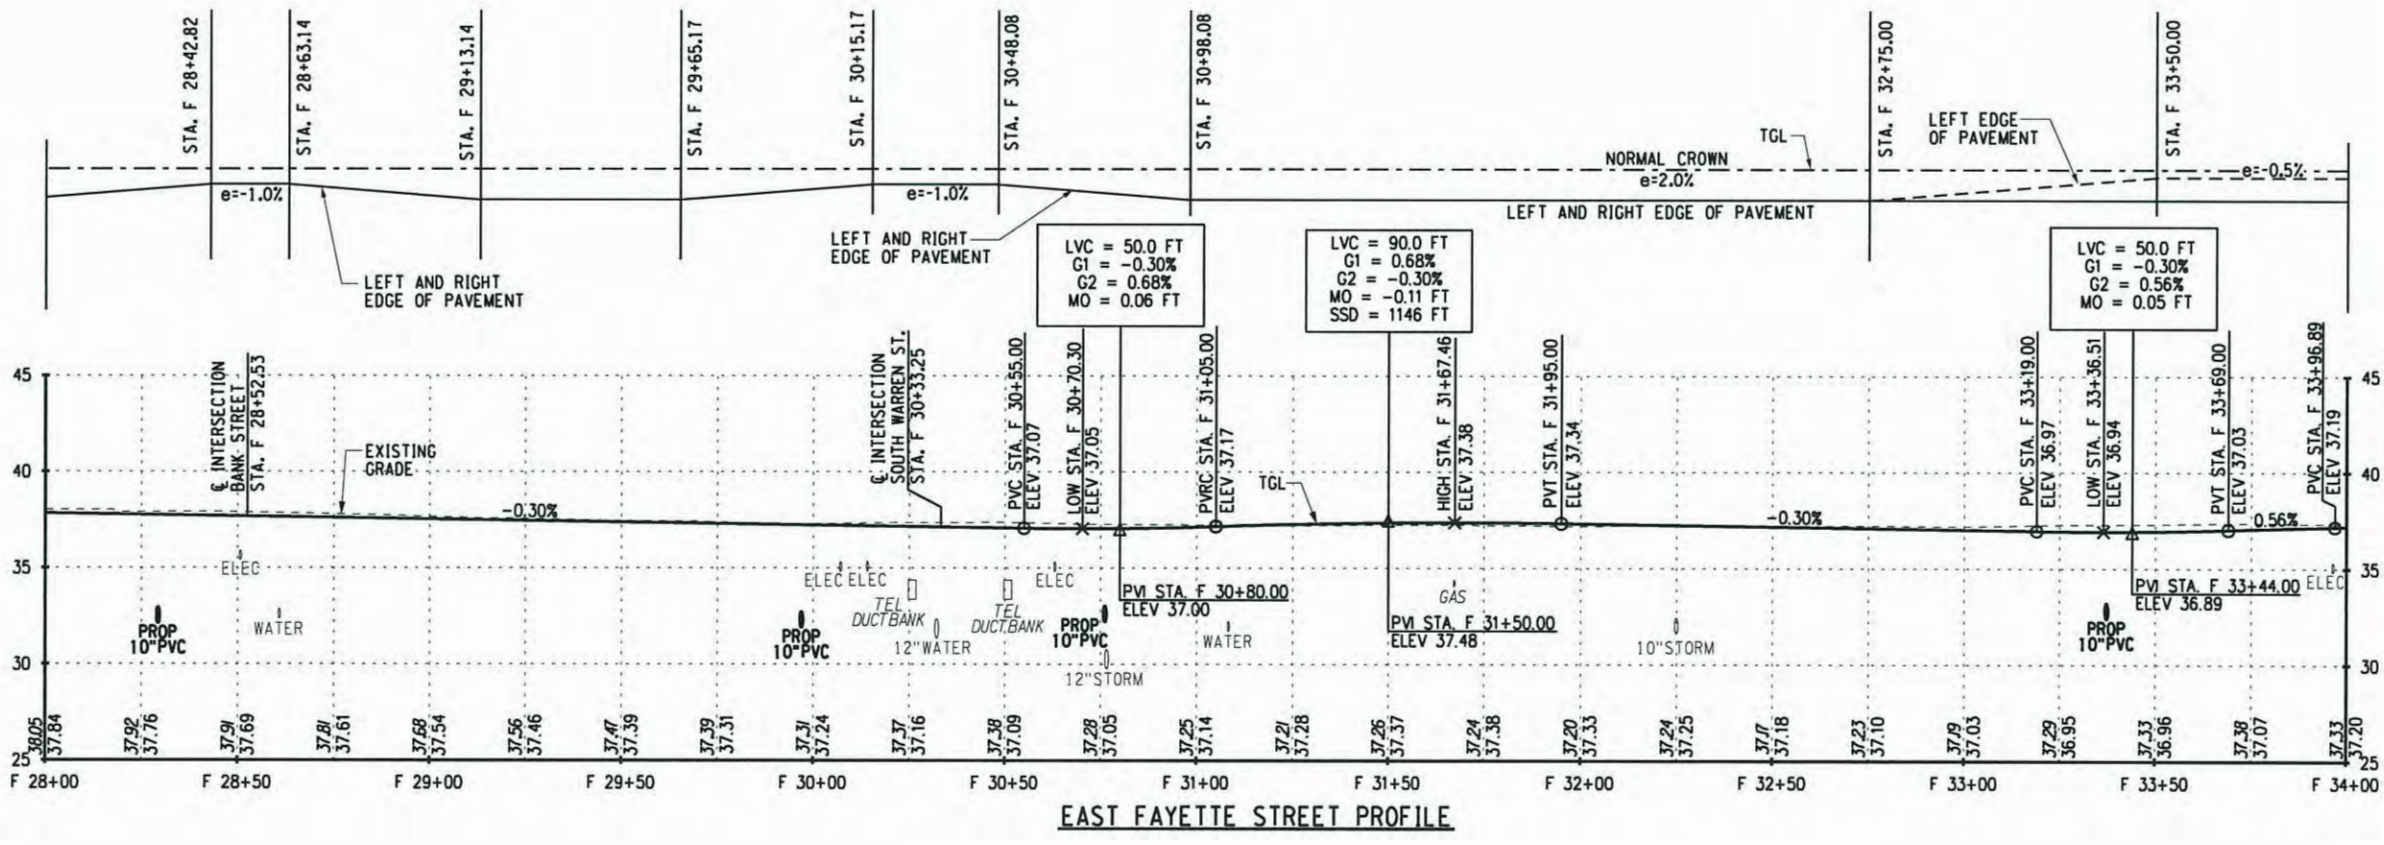 STA. F 28+42.82
STA. F 28+63.14
STA. F 29+13.14
STA. F 29+65.17
STA. F 30+15.17
STA. F 30+48.08
STA. F 30+98.08
STA. F 32+75.00
STA. F 33+50.00
TGL
LEFT EDGE
OF PAVEMENT
NORMAL CROWN
e=2.0%
e=-1.0%
e=-1.0%
e=-0.5%
LEFT AND RIGHT EDGE OF PAVEMENT
LEFT AND RIGHT
EDGE OF PAVEMENT
LEFT AND RIGHT
EDGE OF PAVEMENT
LVC = 50.0 FT
G1 = -0.30%
G2 = 0.68%
MO = 0.06 FT
LVC = 90.0 FT
G1 = 0.68%
G2 = -0.30%
MO = -0.11 FT
SSD = 1146 FT
LVC = 50.0 FT
G1 = -0.30%
G2 = 0.56%
MO = 0.05 FT
45
40
35
30
25
℄ INTERSECTION
BANK STREET
STA. F 28+52.53
EXISTING
GRADE
-0.30%
℄ INTERSECTION
SOUTH WARREN ST.
STA. F 30+33.25
PVC STA. F 30+55.00
ELEV 37.07
LOW STA. F 30+70.30
ELEV 37.05
PVRC STA. F 31+05.00
ELEV 37.17
TGL
HIGH STA. F 31+67.46
ELEV 37.38
PVT STA. F 31+95.00
ELEV 37.34
-0.30%
PVC STA. F 33+19.00
ELEV 36.97
LOW STA. F 33+36.51
ELEV 36.94
PVT STA. F 33+69.00
ELEV 37.03
0.56%
PVC STA. F 33+96.89
ELEV 37.19
45
40
35
30
25
ELEC
WATER
PROP
10"PVC
ELEC
ELEC
TEL
DUCTBANK
PROP
10"PVC
12"WATER
TEL
DUCTBANK
ELEC
PROP
10"PVC
12"STORM
PVI STA. F 30+80.00
ELEV 37.00
WATER
PVI STA. F 31+50.00
ELEV 37.48
GAS
10"STORM
PVI STA. F 33+44.00
ELEV 36.89
PROP
10"PVC
ELEC
38.05
37.84
37.92
37.76
37.91
37.69
37.81
37.61
37.68
37.54
37.56
37.46
37.47
37.39
37.39
37.31
37.31
37.24
37.37
37.16
37.38
37.09
37.28
37.05
37.25
37.14
37.21
37.28
37.26
37.37
37.24
37.38
37.20
37.33
37.24
37.25
37.17
37.18
37.23
37.10
37.19
37.03
37.29
36.95
37.33
36.96
37.38
37.07
37.33
37.20
F 28+00
F 28+50
F 29+00
F 29+50
F 30+00
F 30+50
F 31+00
F 31+50
F 32+00
F 32+50
F 33+00
F 33+50
F 34+00
EAST FAYETTE STREET PROFILE